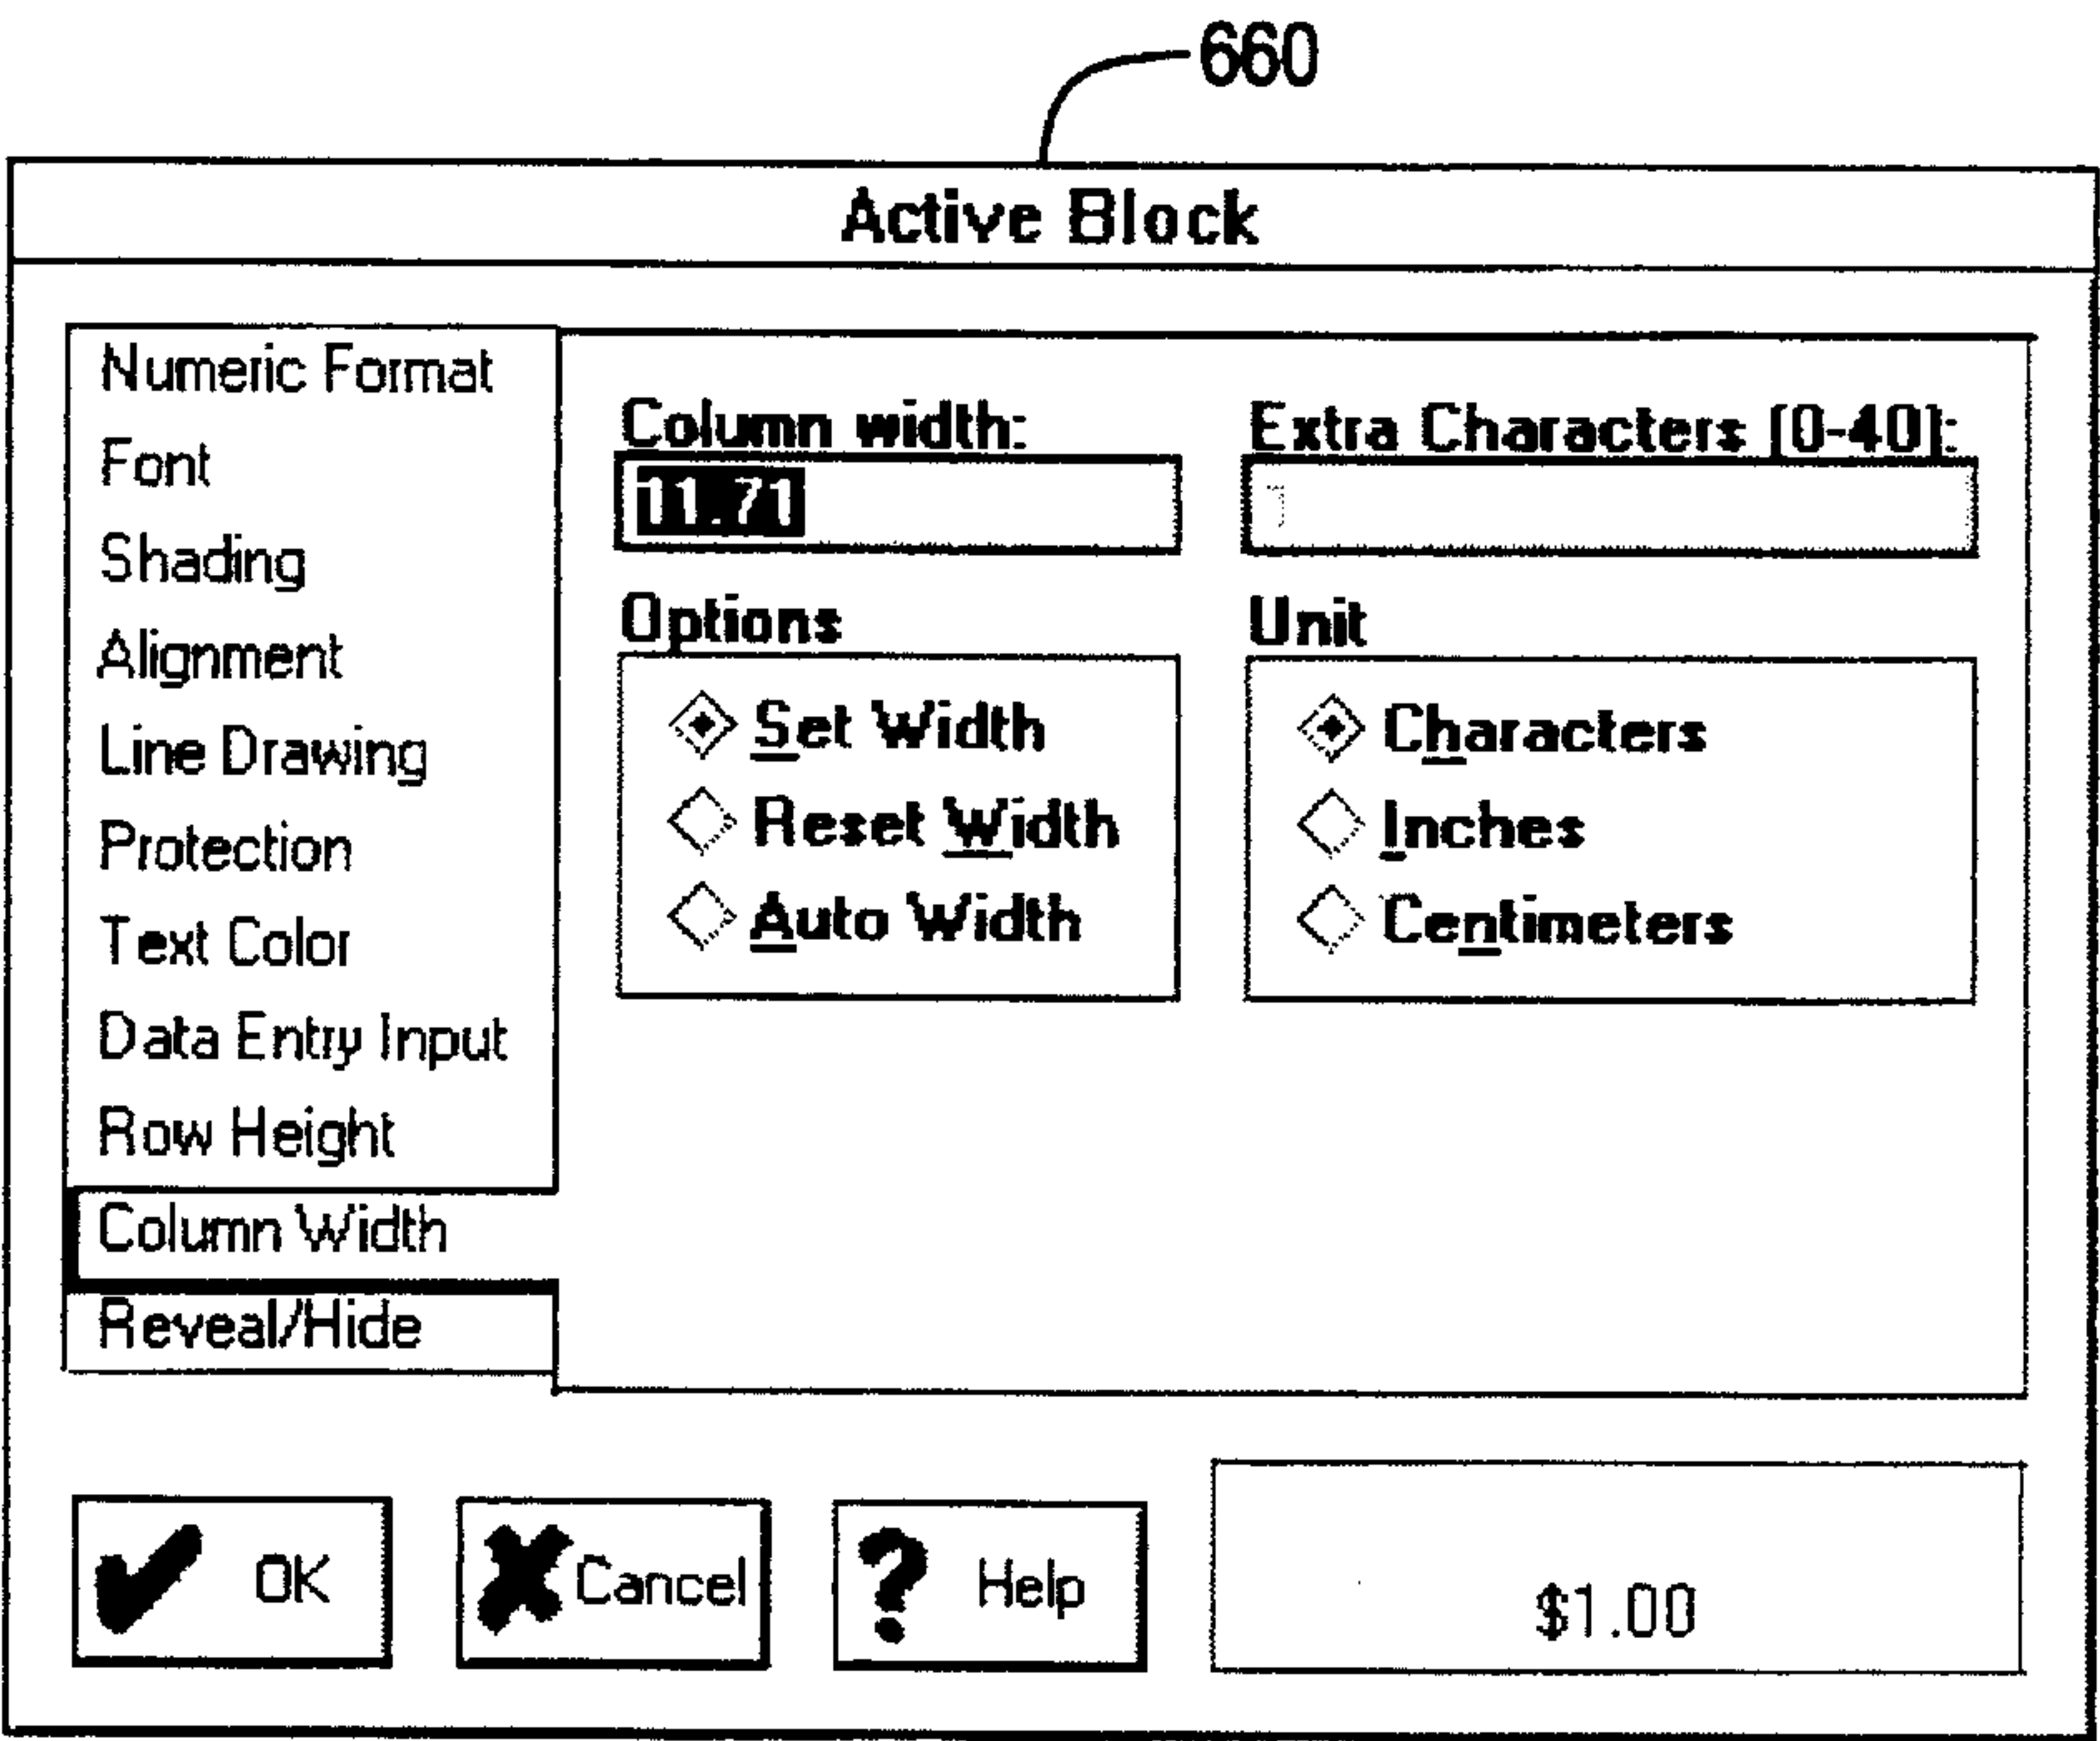 660
Active Block
Numeric Format
Font
Shading
Alignment
Line Drawing
Protection
Text Color
Data Entry Input
Row Height
Column Width
Reveal/Hide
Column width:
11.71
Extra Characters [0-40]:
1
Options
Set Width
Reset Width
Auto Width
Unit
Characters
Inches
Centimeters
OK
Cancel
Help
$1.00